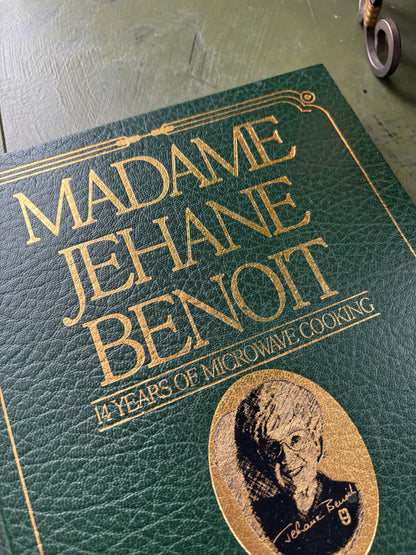 MADAME
JEHANE
BENOIT
14 YEARS OF MICROWAVE COOKING
Jehane Benoit